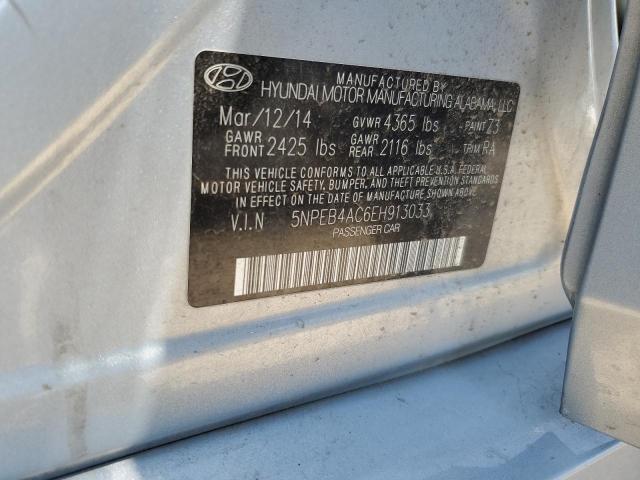 MANUFACTURED BY
HYUNDAI MOTOR MANUFACTURING ALABAMA, LLC
Mar/12/14 GVWR 4365 lbs PAINT Z3
GAWR FRONT 2425 lbs GAWR REAR 2116 lbs TRIM RA
THIS VEHICLE CONFORMS TO ALL APPLICABLE U.S.A. FEDERAL
MOTOR VEHICLE SAFETY, BUMPER, AND THEFT PREVENTION
STANDARDS IN EFFECT ON THE DATE OF MANUFACTURE SHOWN ABOVE.
V.I.N 5NPEB4AC6EH913033
PASSENGER CAR